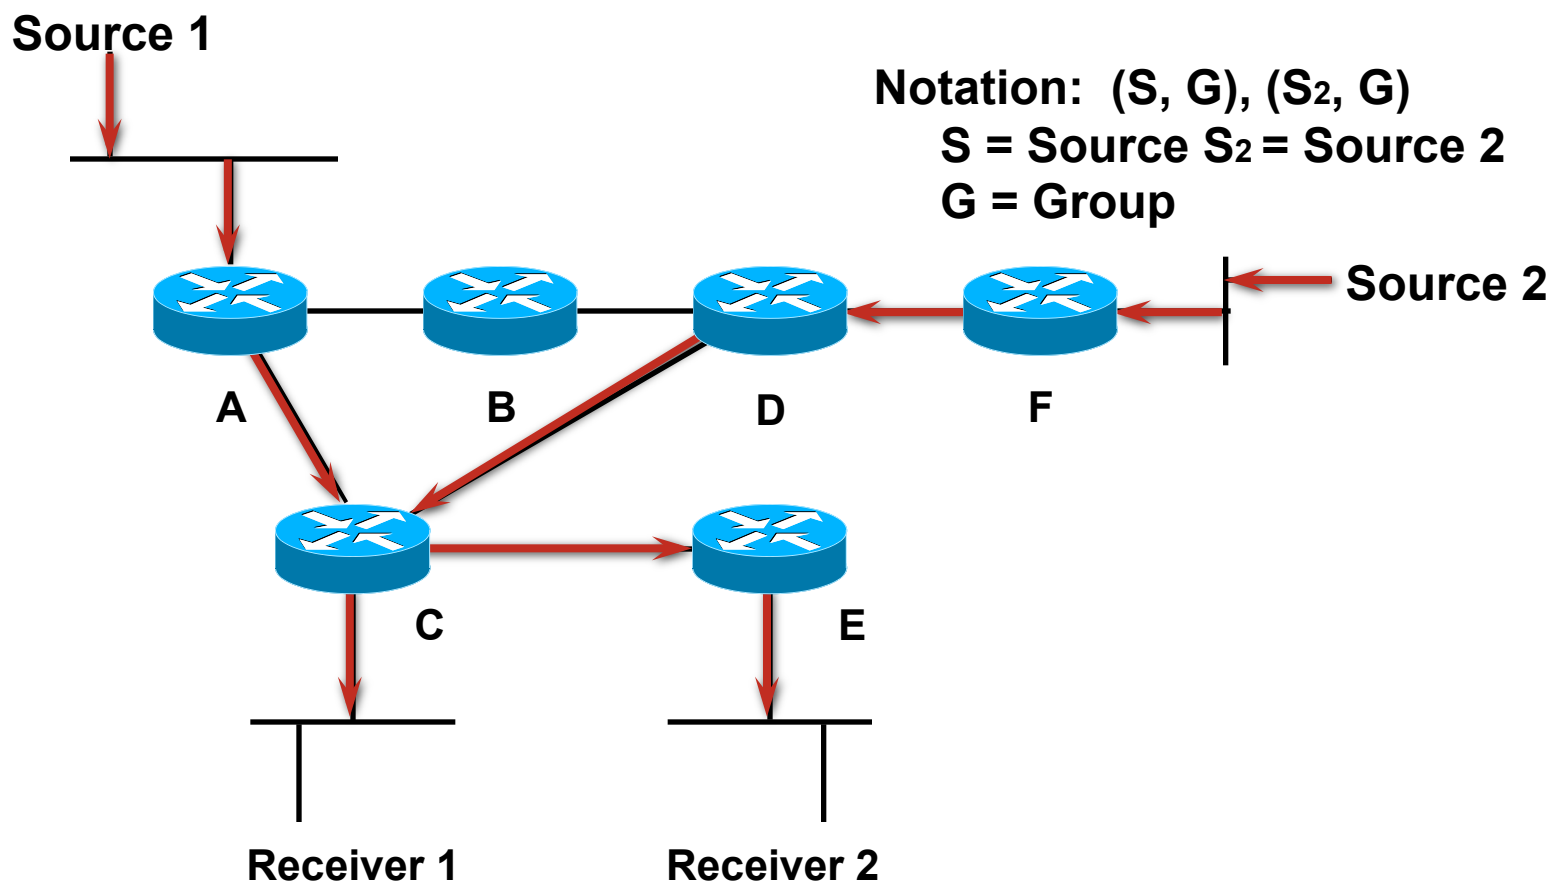 Source 1
Notation: (S, G), (S2, G)
S = Source S2 = Source 2
G = Group
Source 2
A
B
D
F
C
E
Receiver 1
Receiver 2